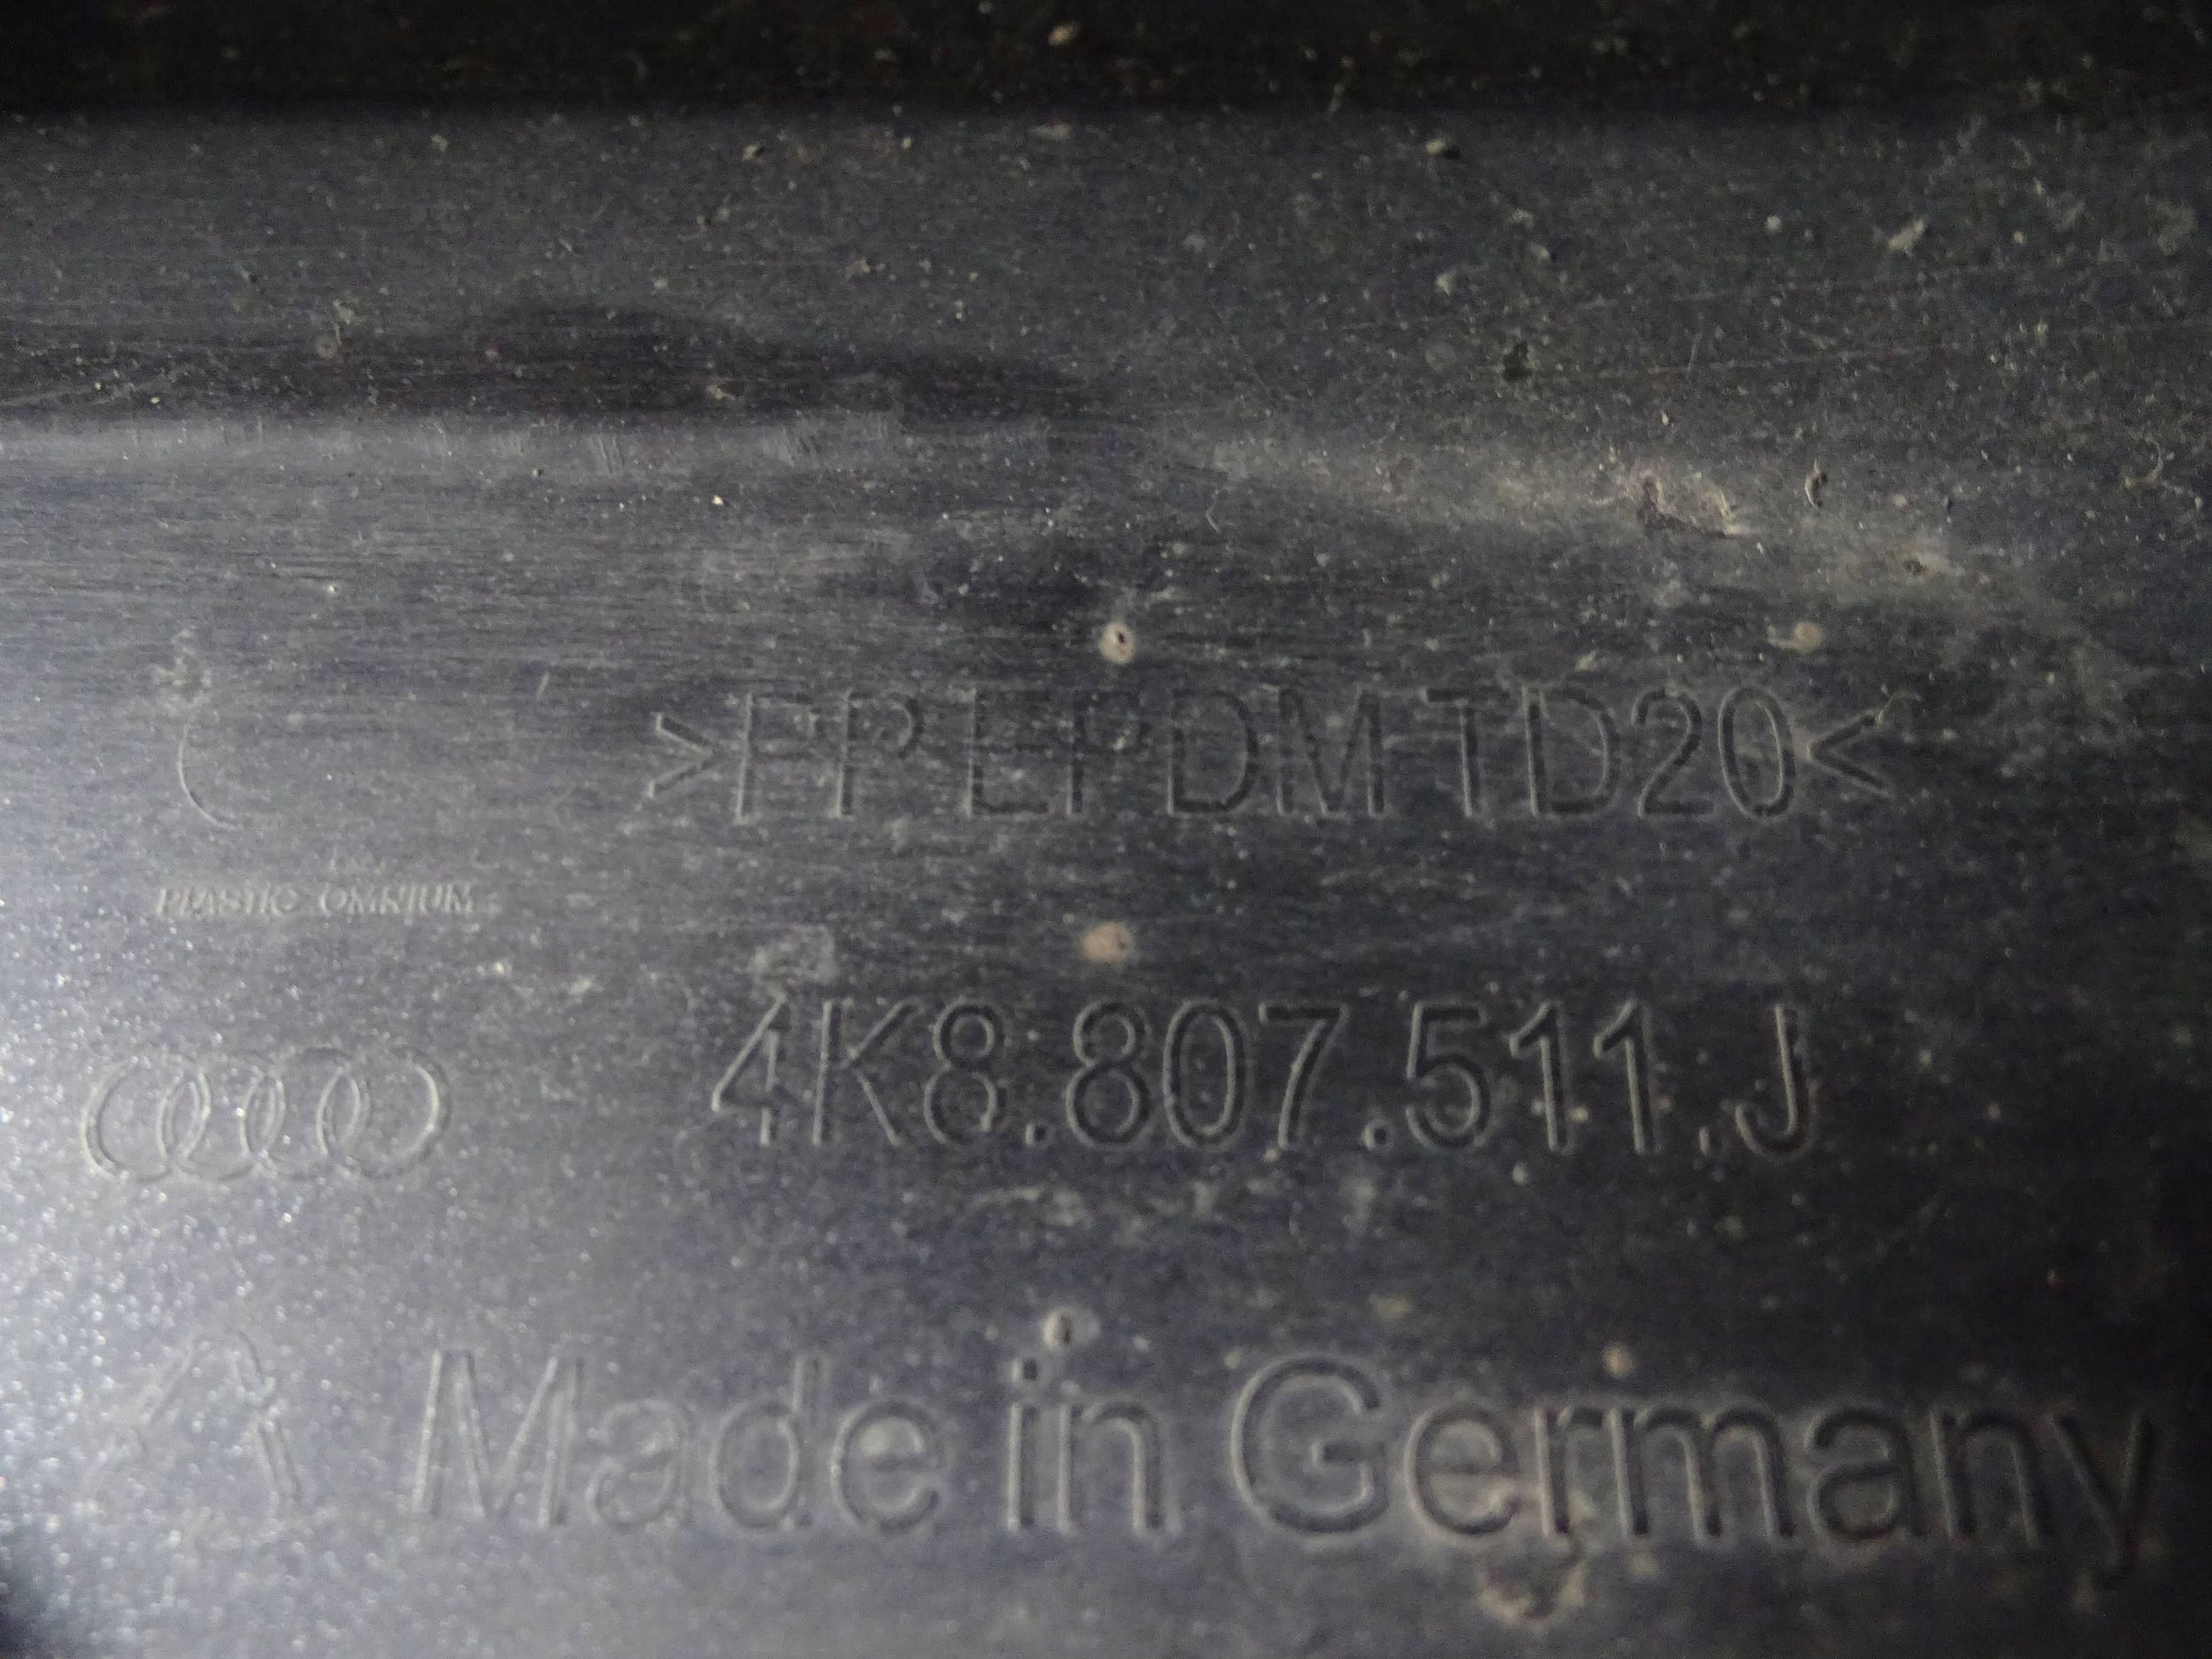 >PP EPDM TD20<
PLASTIC OMNIUM
4K8.807.511.J
Made in Germany